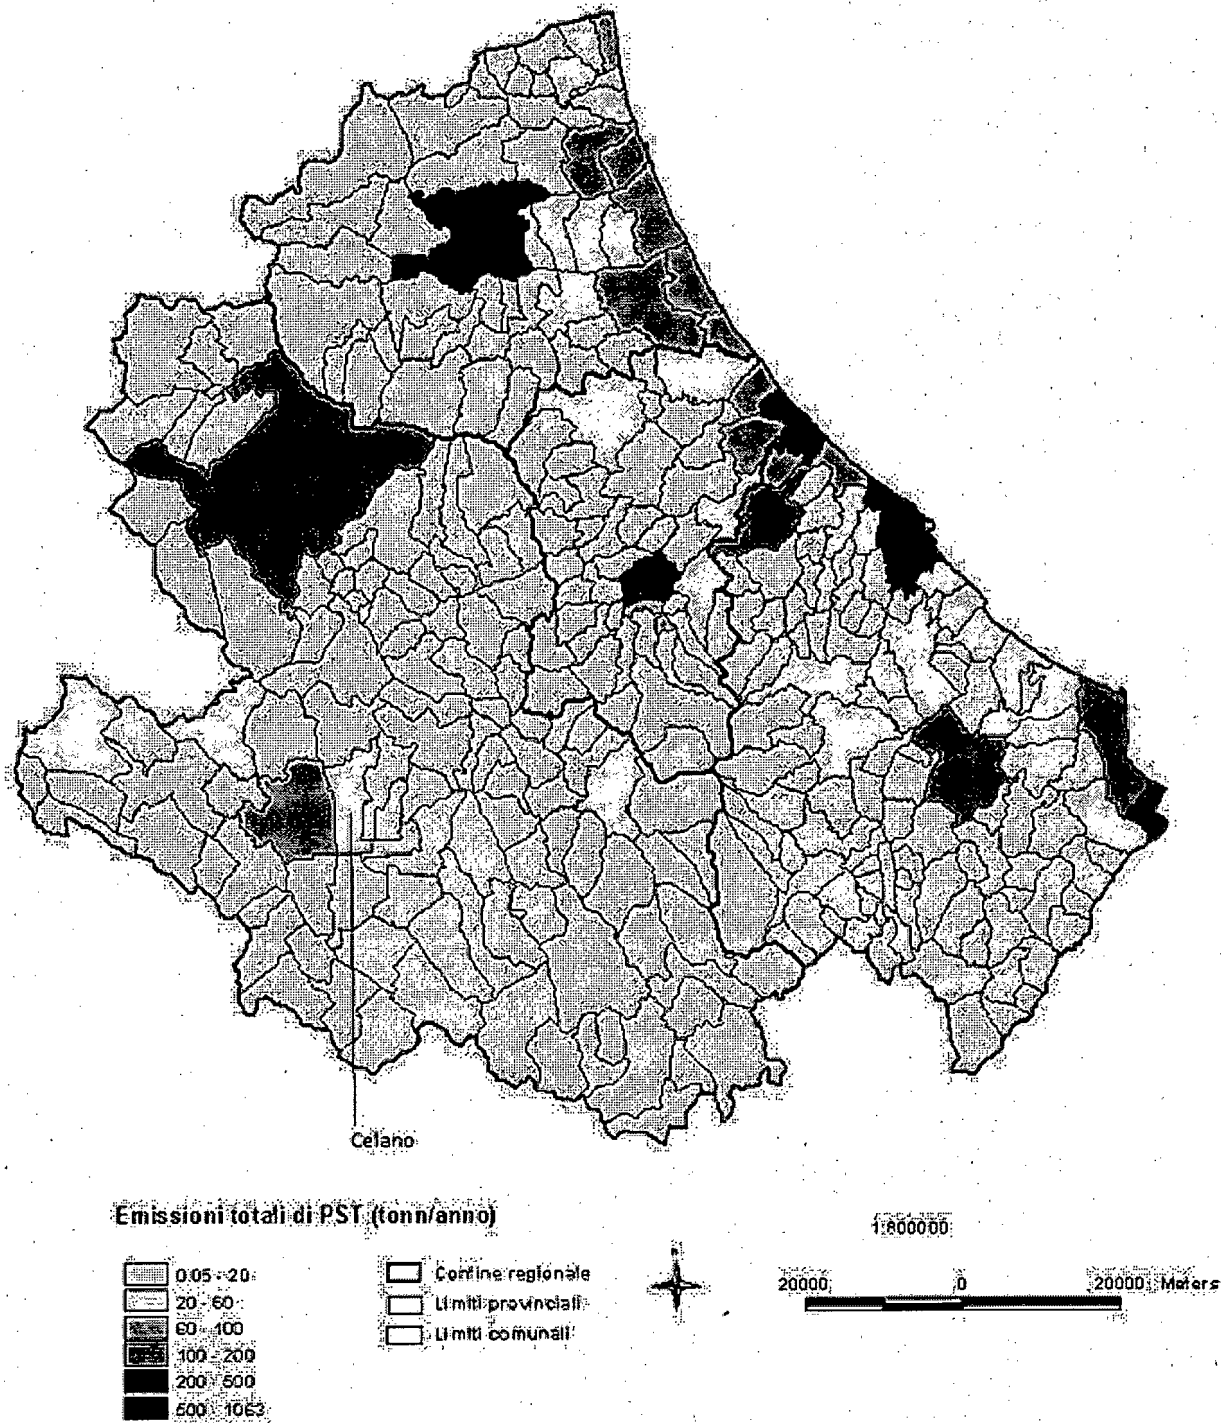 Celano
Emissioni totali di PST (tonn/anno)
0.05 - 20
20 - 60
60 - 100
100 - 200
200 - 500
500 - 1063
Confine regionale
Limiti provinciali
Limiti comunali
1:800000
20000 0 20000 Meters